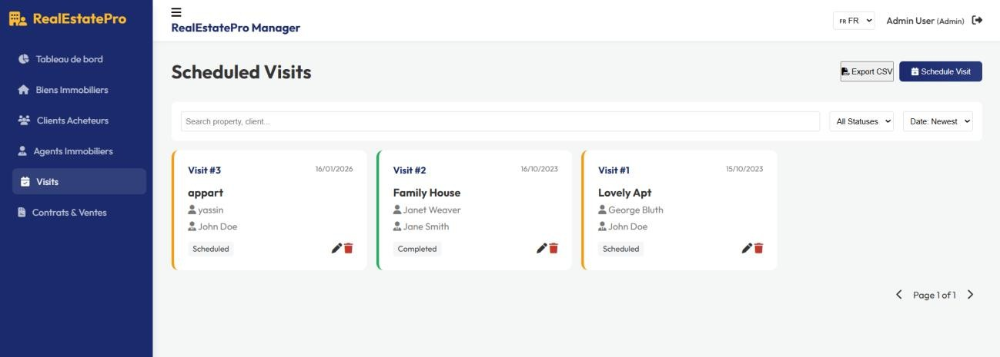 RealEstatePro
Tableau de bord
Biens Immobiliers
Clients Acheteurs
Agents Immobiliers
Visits
Contrats & Ventes
RealEstatePro Manager
FR FR
Admin User (Admin)
Scheduled Visits
Export CSV
Schedule Visit
Search property, client...
All Statuses
Date: Newest
Visit #3
16/01/2026
appart
yassin
John Doe
Scheduled
Visit #2
16/10/2023
Family House
Janet Weaver
Jane Smith
Completed
Visit #1
15/10/2023
Lovely Apt
George Bluth
John Doe
Scheduled
Page 1 of 1